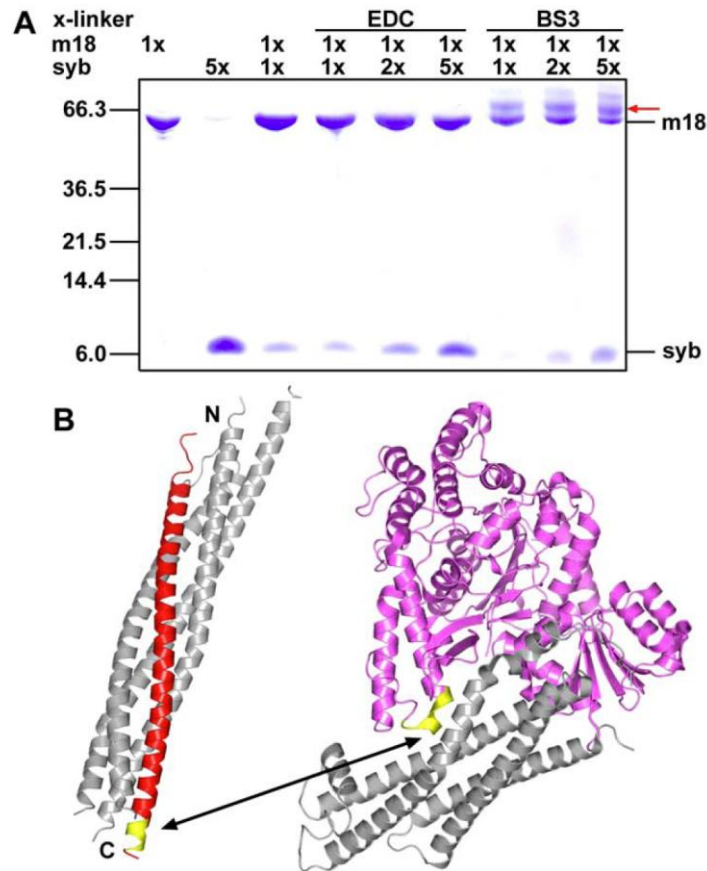 A x-linker EDC BS3
m18 1x 1x 1x 1x 1x 1x 1x 1x
syb 5x 1x 1x 2x 5x 1x 2x 5x
66.3
m18
36.5
21.5
14.4
6.0 syb
B N
C